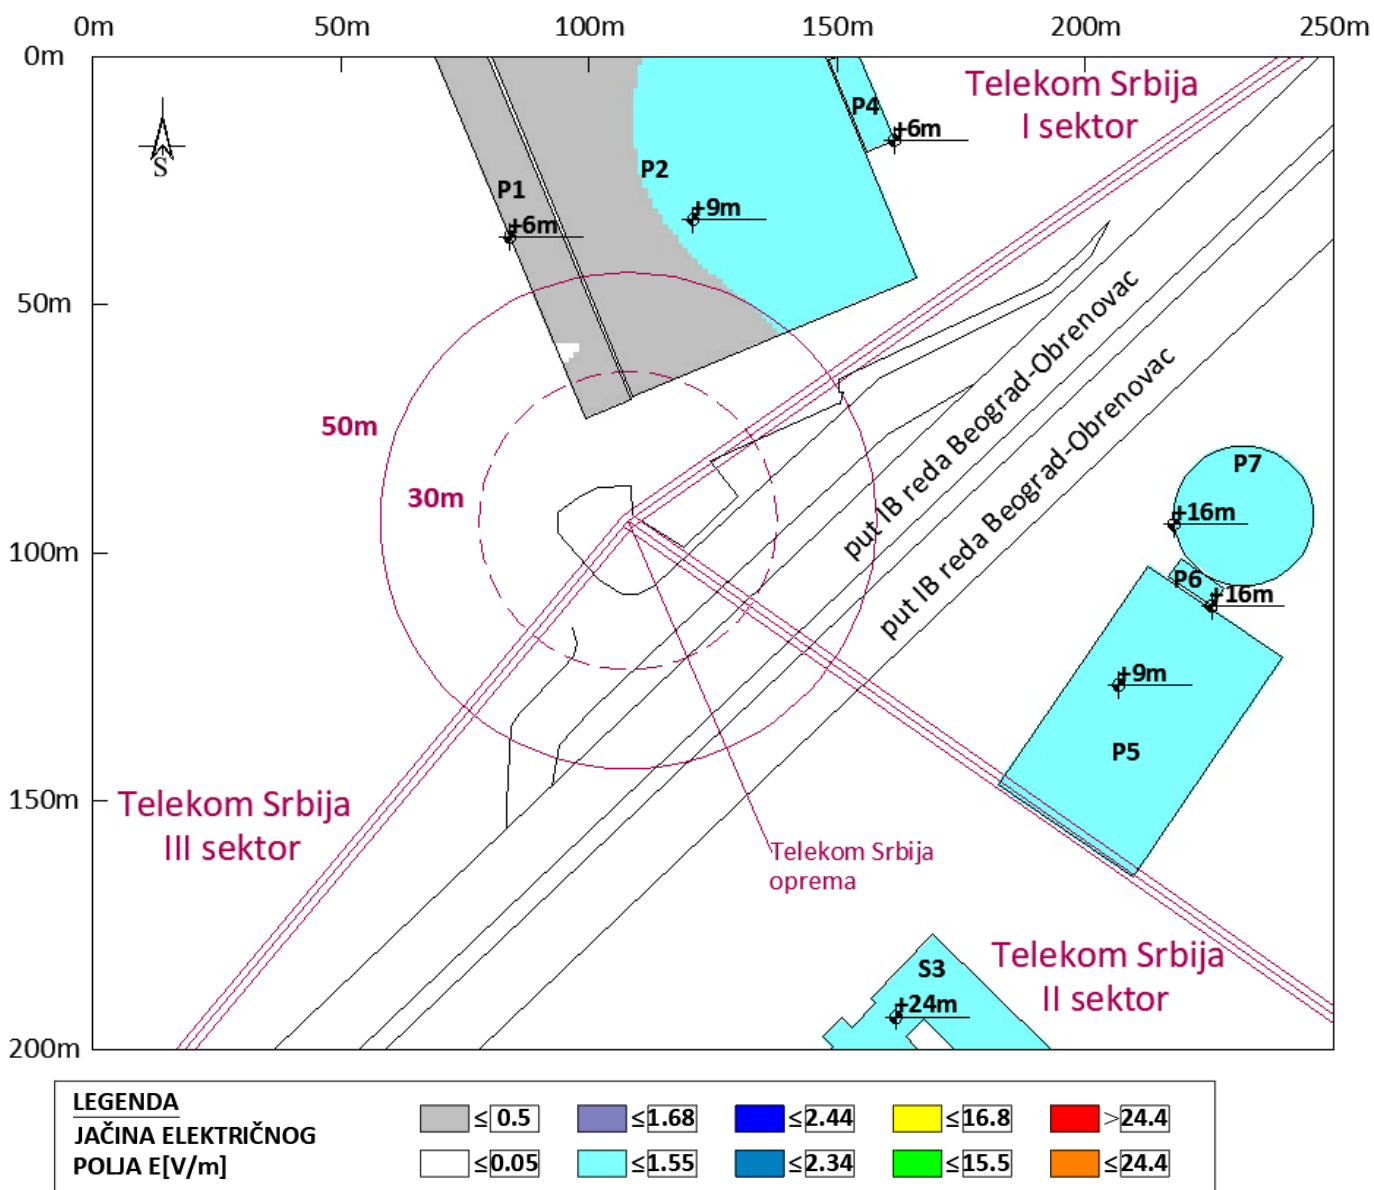 0m 50m 100m 150m 200m 250m
0m
Telekom Srbija
I sektor
P4
+6m
S
P2
P1
+9m
+6m
50m
put IB reda Beograd-Obrenovac
put IB reda Beograd-Obrenovac
50m
30m
P7
+16m
100m
P6
+16m
+9m
P5
150m
Telekom Srbija
III sektor
Telekom Srbija
oprema
Telekom Srbija
II sektor
S3
+24m
200m
LEGENDA
JAČINA ELEKTRIČNOG
POLJA E[V/m]
≤ 0.5 ≤1.68 ≤2.44 ≤16.8 >24.4
≤0.05 ≤1.55 ≤2.34 ≤15.5 ≤24.4